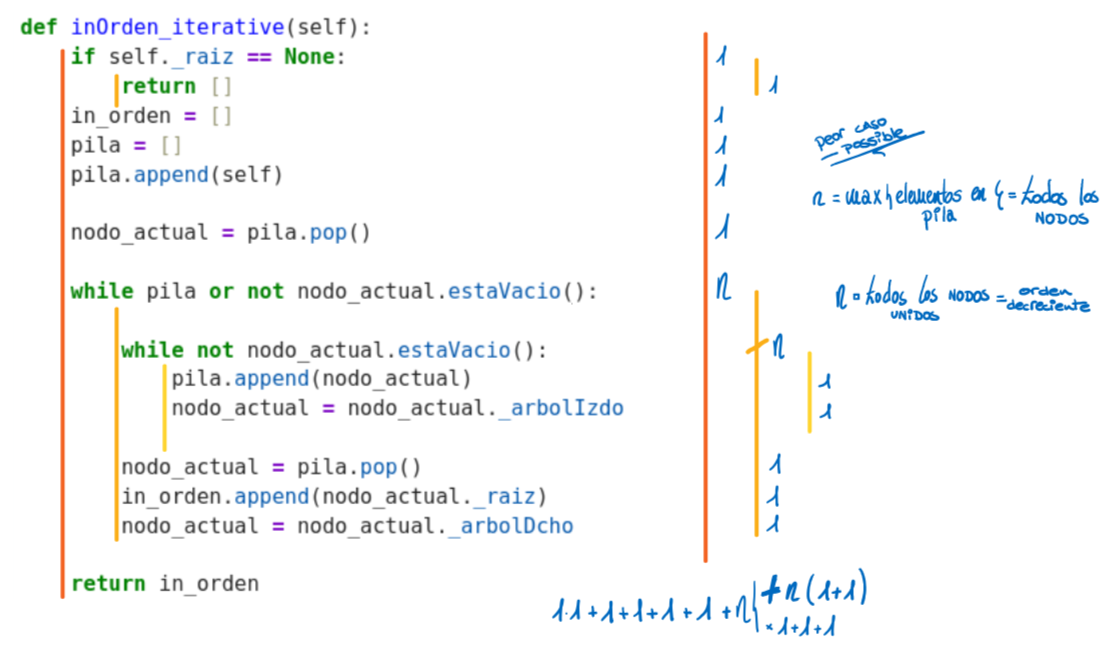 def inOrden_iterative(self):
if self._raiz == None:
1
return []
1
in_orden = []
1
pila = []
1
pila.append(self)
1
peor caso
possible
n = max elementos en
pila
= todos los
NODOS
nodo_actual = pila.pop()
1
while pila or not nodo_actual.estaVacio():
n
n = todos los NODOS = orden
UNIDOS
decreciente
while not nodo_actual.estaVacio():
n
pila.append(nodo_actual)
1
nodo_actual = nodo_actual._arbolIzdo
1
nodo_actual = pila.pop()
1
in_orden.append(nodo_actual._raiz)
1
nodo_actual = nodo_actual._arbolDcho
1
return in_orden
1·1+1+1+1+1+n
+n(1+1)
×1+1+1